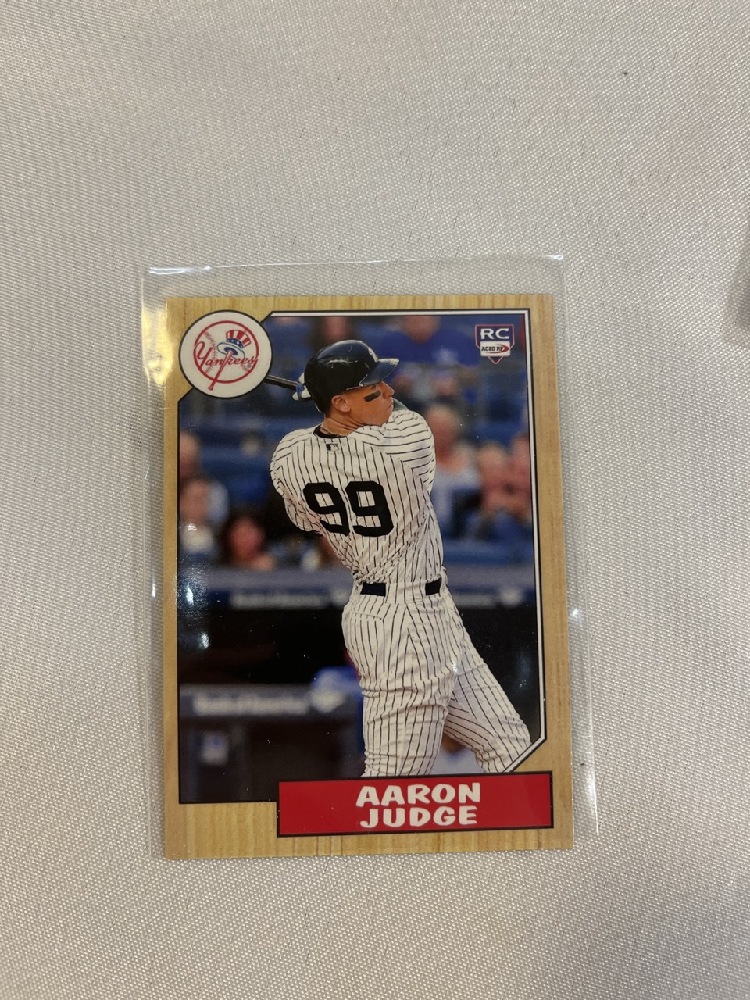 Yankees
RC
99
AARON
JUDGE